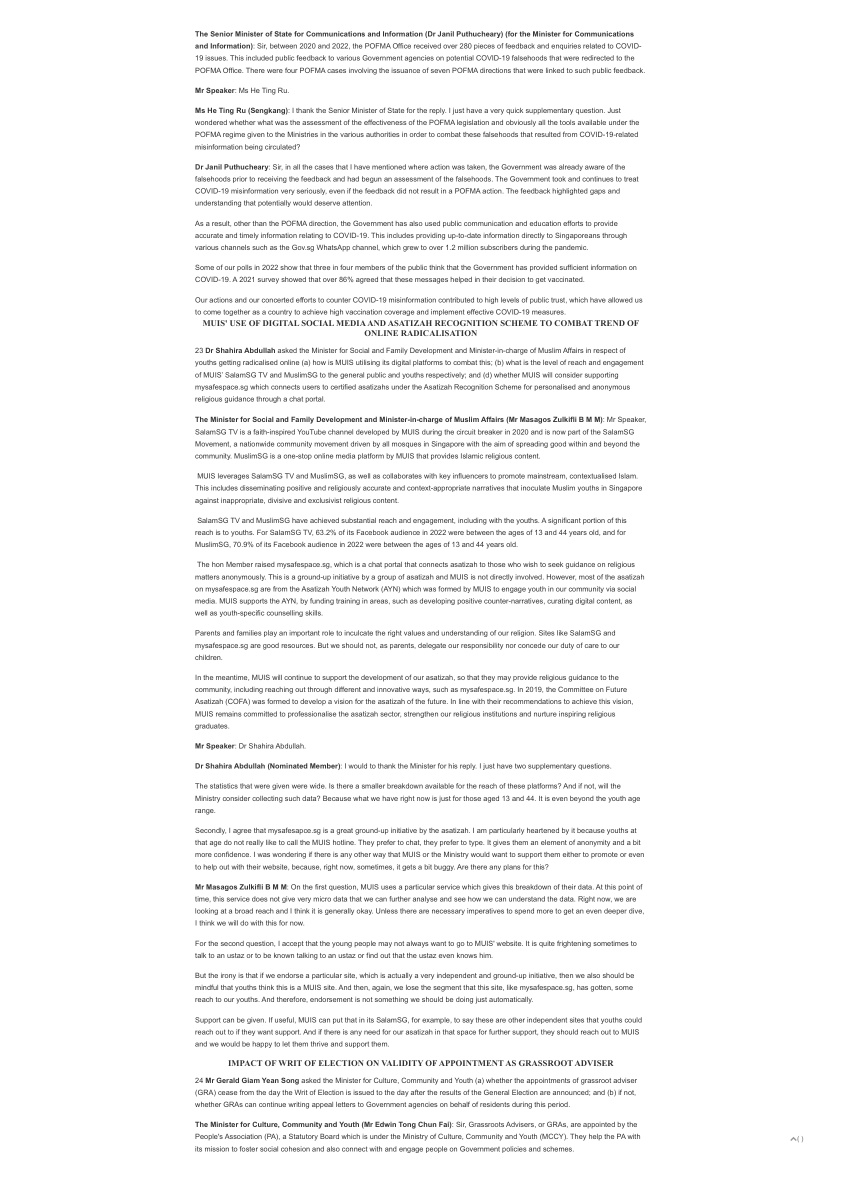 The Senior Minister of State for Communications and Information (Dr Janil Puthucheary) (for the Minister for Communications
and Information): Sir, between 2020 and 2022, the POFMA Office received over 280 pieces of feedback and enquiries related to COVID-
19 issues. This included public feedback to various Government agencies on potential COVID-19 falsehoods that were redirected to the
POFMA Office. There were four POFMA cases involving the issuance of seven POFMA directions that were linked to such public feedback.
Mr Speaker: Ms He Ting Ru.
Ms He Ting Ru (Sengkang): I thank the Senior Minister of State for the reply. I just have a very quick supplementary question. Just
wondered whether what was the assessment of the effectiveness of the POFMA legislation and obviously all the tools available under the
POFMA regime given to the Ministries in the various authorities in order to combat these falsehoods that resulted from COVID-19-related
misinformation being circulated?
Dr Janil Puthucheary: Sir, in all the cases that I have mentioned where action was taken, the Government was already aware of the
falsehoods prior to receiving the feedback and had begun an assessment of the falsehoods. The Government took and continues to treat
COVID-19 misinformation very seriously, even if the feedback did not result in a POFMA action. The feedback highlighted gaps and
understanding that potentially would deserve attention.
As a result, other than the POFMA direction, the Government has also used public communication and education efforts to provide
accurate and timely information relating to COVID-19. This includes providing up-to-date information directly to Singaporeans through
various channels such as the Gov.sg WhatsApp channel, which grew to over 1.2 million subscribers during the pandemic.
Some of our polls in 2022 show that three in four members of the public think that the Government has provided sufficient information on
COVID-19. A 2021 survey showed that over 86% agreed that these messages helped in their decision to get vaccinated.
Our actions and our concerted efforts to counter COVID-19 misinformation contributed to high levels of public trust, which have allowed us
to come together as a country to achieve high vaccination coverage and implement effective COVID-19 measures.
MUIS' USE OF DIGITAL SOCIAL MEDIA AND ASATIZAH RECOGNITION SCHEME TO COMBAT TREND OF
ONLINE RADICALISATION
23 Dr Shahira Abdullah asked the Minister for Social and Family Development and Minister-in-charge of Muslim Affairs in respect of
youths getting radicalised online (a) how is MUIS utilising its digital platforms to combat this; (b) what is the level of reach and engagement
of MUIS' SalamSG TV and MuslimSG to the general public and youths respectively; and (d) whether MUIS will consider supporting
mysafespace.sg which connects users to certified asatizahs under the Asatizah Recognition Scheme for personalised and anonymous
religious guidance through a chat portal.
The Minister for Social and Family Development and Minister-in-charge of Muslim Affairs (Mr Masagos Zulkifli B M M): Mr Speaker,
SalamSG TV is a faith-inspired YouTube channel developed by MUIS during the circuit breaker in 2020 and is now part of the SalamSG
Movement, a nationwide community movement driven by all mosques in Singapore with the aim of spreading good within and beyond the
community. MuslimSG is a one-stop online media platform by MUIS that provides Islamic religious content.
MUIS leverages SalamSG TV and MuslimSG, as well as collaborates with key influencers to promote mainstream, contextualised Islam.
This includes disseminating positive and religiously accurate and context-appropriate narratives that inoculate Muslim youths in Singapore
against inappropriate, divisive and exclusivist religious content.
SalamSG TV and MuslimSG have achieved substantial reach and engagement, including with the youths. A significant portion of this
reach is to youths. For SalamSG TV, 63.2% of its Facebook audience in 2022 were between the ages of 13 and 44 years old, and for
MuslimSG, 70.9% of its Facebook audience in 2022 were between the ages of 13 and 44 years old.
The hon Member raised mysafespace.sg, which is a chat portal that connects asatizah to those who wish to seek guidance on religious
matters anonymously. This is a ground-up initiative by a group of asatizah and MUIS is not directly involved. However, most of the asatizah
on mysafespace.sg are from the Asatizah Youth Network (AYN) which was formed by MUIS to engage youth in our community via social
media. MUIS supports the AYN, by funding training in areas, such as developing positive counter-narratives, curating digital content, as
well as youth-specific counselling skills.
Parents and families play an important role to inculcate the right values and understanding of our religion. Sites like SalamSG and
mysafespace.sg are good resources. But we should not, as parents, delegate our responsibility nor concede our duty of care to our
children.
In the meantime, MUIS will continue to support the development of our asatizah, so that they may provide religious guidance to the
community, including reaching out through different and innovative ways, such as mysafespace.sg. In 2019, the Committee on Future
Asatizah (COFA) was formed to develop a vision for the asatizah of the future. In line with their recommendations to achieve this vision,
MUIS remains committed to professionalise the asatizah sector, strengthen our religious institutions and nurture inspiring religious
graduates.
Mr Speaker: Dr Shahira Abdullah.
Dr Shahira Abdullah (Nominated Member): I would to thank the Minister for his reply. I just have two supplementary questions.
The statistics that were given were wide. Is there a smaller breakdown available for the reach of these platforms? And if not, will the
Ministry consider collecting such data? Because what we have right now is just for those aged 13 and 44. It is even beyond the youth age
range.
Secondly, I agree that mysafesapce.sg is a great ground-up initiative by the asatizah. I am particularly heartened by it because youths at
that age do not really like to call the MUIS hotline. They prefer to chat, they prefer to type. It gives them an element of anonymity and a bit
more confidence. I was wondering if there is any other way that MUIS or the Ministry would want to support them either to promote or even
to help out with their website, because, right now, sometimes, it gets a bit buggy. Are there any plans for this?
Mr Masagos Zulkifli B M M: On the first question, MUIS uses a particular service which gives this breakdown of their data. At this point of
time, this service does not give very micro data that we can further analyse and see how we can understand the data. Right now, we are
looking at a broad reach and I think it is generally okay. Unless there are necessary imperatives to spend more to get an even deeper dive,
I think we will do with this for now.
For the second question, I accept that the young people may not always want to go to MUIS' website. It is quite frightening sometimes to
talk to an ustaz or to be known talking to an ustaz or find out that the ustaz even knows him.
But the irony is that if we endorse a particular site, which is actually a very independent and ground-up initiative, then we also should be
mindful that youths think this is a MUIS site. And then, again, we lose the segment that this site, like mysafespace.sg, has gotten, some
reach to our youths. And therefore, endorsement is not something we should be doing just automatically.
Support can be given. If useful, MUIS can put that in its SalamSG, for example, to say these are other independent sites that youths could
reach out to if they want support. And if there is any need for our asatizah in that space for further support, they should reach out to MUIS
and we would be happy to let them thrive and support them.
IMPACT OF WRIT OF ELECTION ON VALIDITY OF APPOINTMENT AS GRASSROOT ADVISER
24 Mr Gerald Giam Yean Song asked the Minister for Culture, Community and Youth (a) whether the appointments of grassroot adviser
(GRA) cease from the day the Writ of Election is issued to the day after the results of the General Election are announced; and (b) if not,
whether GRAs can continue writing appeal letters to Government agencies on behalf of residents during this period.
The Minister for Culture, Community and Youth (Mr Edwin Tong Chun Fai): Sir, Grassroots Advisers, or GRAs, are appointed by the
People's Association (PA), a Statutory Board which is under the Ministry of Culture, Community and Youth (MCCY). They help the PA with
its mission to foster social cohesion and also connect with and engage people on Government policies and schemes.
^( )